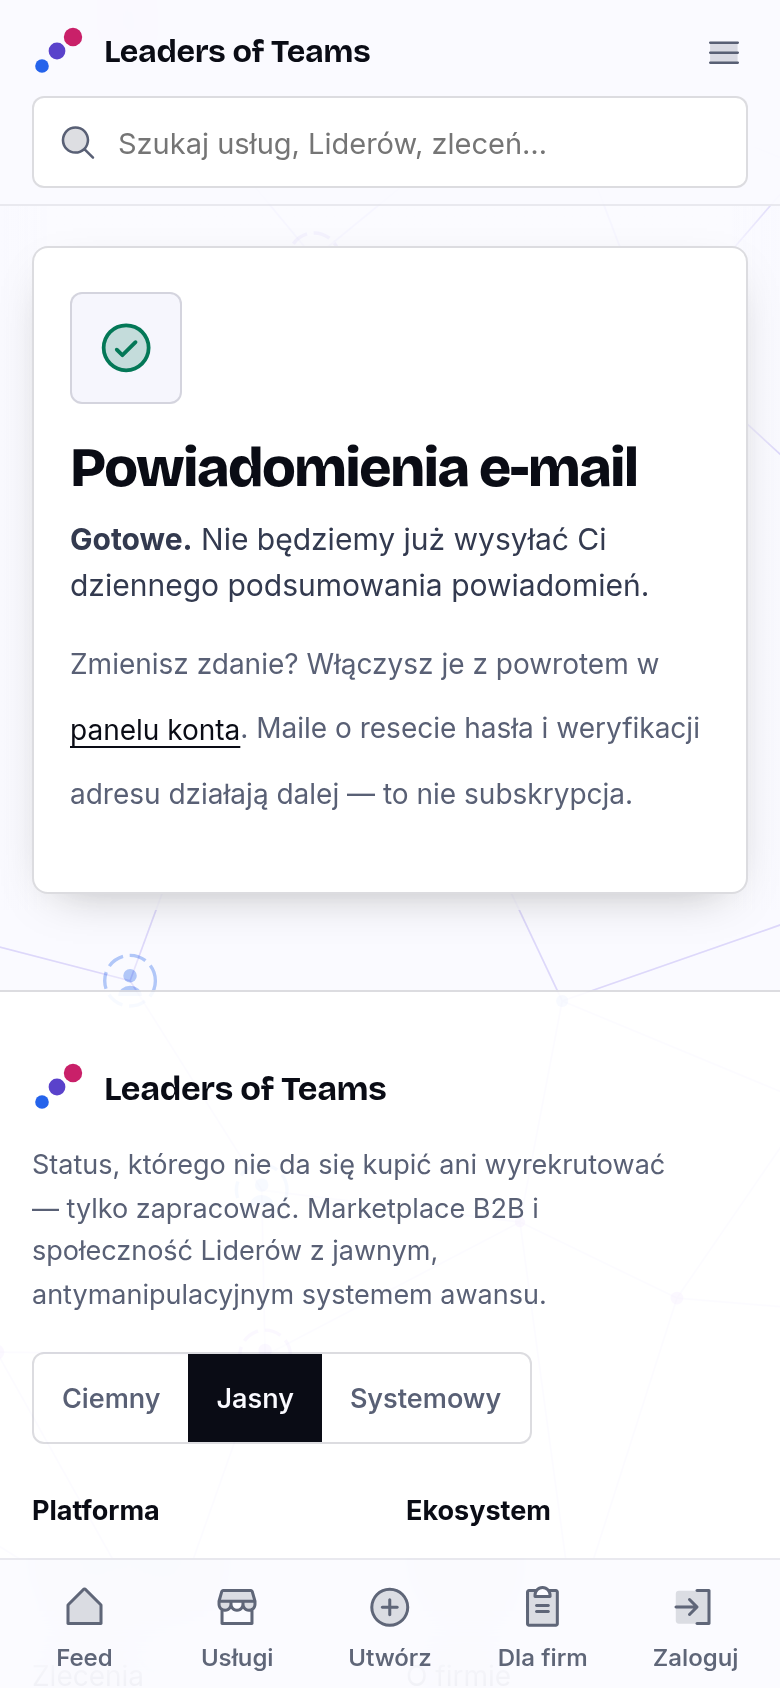 Leaders of Teams
Szukaj usług, Liderów, zleceń...
Powiadomienia e-mail
Gotowe. Nie będziemy już wysyłać Ci
dziennego podsumowania powiadomień.
Zmienisz zdanie? Włączysz je z powrotem w
panelu konta. Maile o resecie hasła i weryfikacji
adresu działają dalej — to nie subskrypcja.
Leaders of Teams
Status, którego nie da się kupić ani wyrekrutować
— tylko zapracować. Marketplace B2B i
społeczność Liderów z jawnym,
antymanipulacyjnym systemem awansu.
Ciemny Jasny Systemowy
Platforma Ekosystem
Feed Usługi Utwórz Dla firm Zaloguj
Zlecenia O firmie